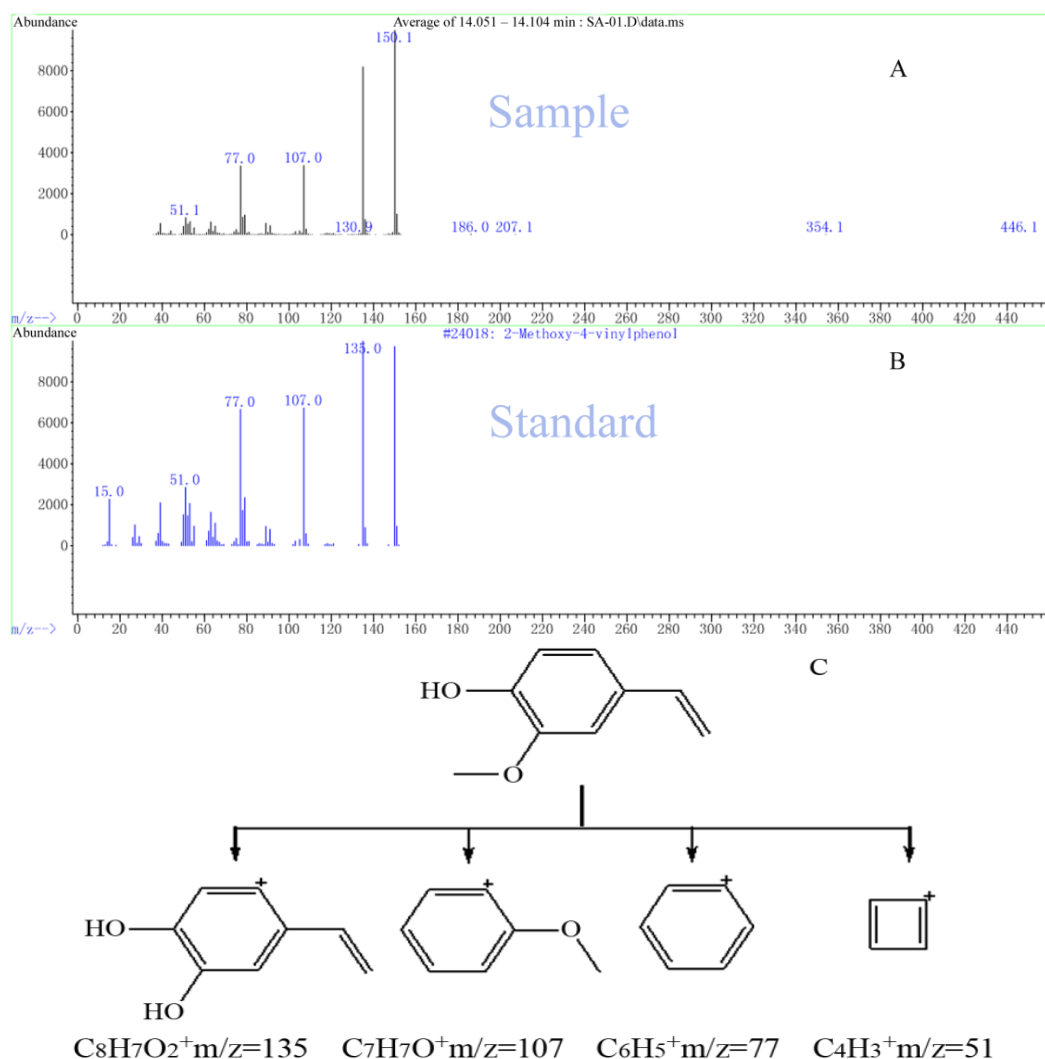 Abundance
Average of 14.051 – 14.104 min : SA-01.D\data.ms
150.1
A
8000
Sample
6000
4000
77.0
107.0
2000
51.1
130.9
186.0
207.1
354.1
446.1
0
m/z-->
0 20 40 60 80 100 120 140 160 180 200 220 240 260 280 300 320 340 360 380 400 420 440
Abundance
#24018: 2-Methoxy-4-vinylphenol
135.0
B
8000
77.0
107.0
6000
Standard
4000
51.0
15.0
2000
0
m/z-->
0 20 40 60 80 100 120 140 160 180 200 220 240 260 280 300 320 340 360 380 400 420 440
C
HO
O
+
+
+
+
HO
O
HO
C₈H₇O₂⁺m/z=135 C₇H₇O⁺m/z=107 C₆H₅⁺m/z=77 C₄H₃⁺m/z=51